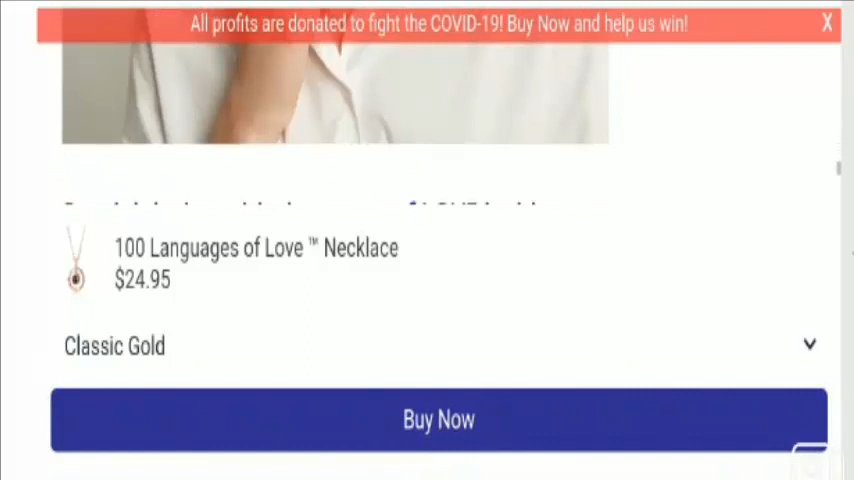 All profits are donated to fight the COVID-19! Buy Now and help us win!
X
100 Languages of Love ™ Necklace
$24.95
Classic Gold
Buy Now